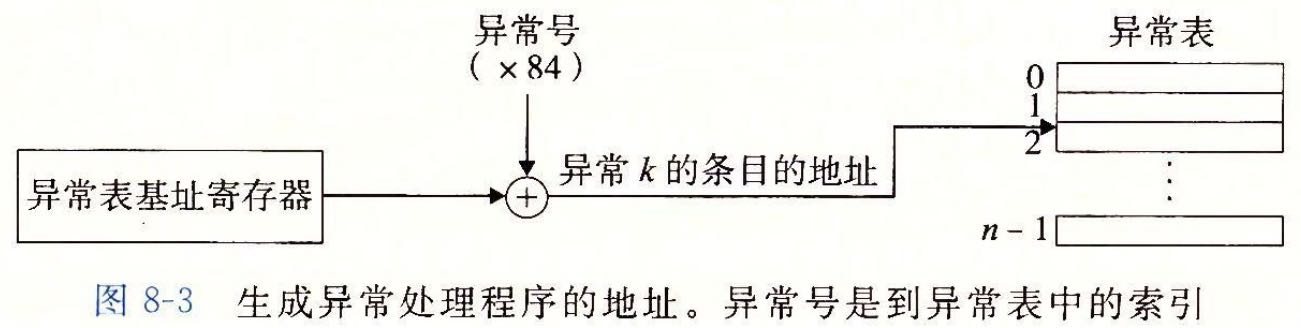 异常号
( ×84 )
异常表
0
1
2
异常表基址寄存器
+
异常 k 的条目的地址
⋮
n - 1
图 8-3 生成异常处理程序的地址。异常号是到异常表中的索引